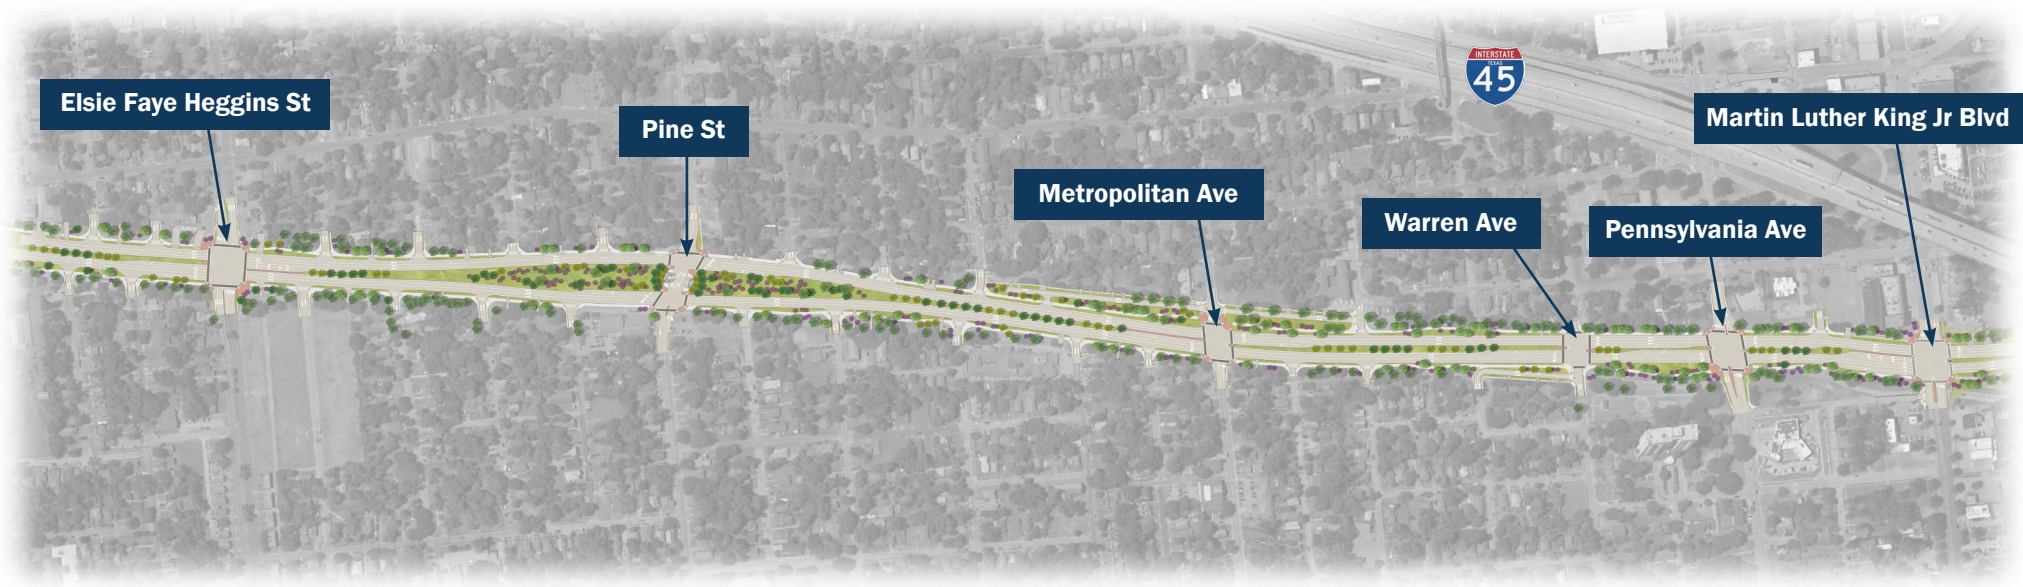 Elsie Faye Heggins St
Pine St
Metropolitan Ave
INTERSTATE
TEXAS
45
Warren Ave
Pennsylvania Ave
Martin Luther King Jr Blvd